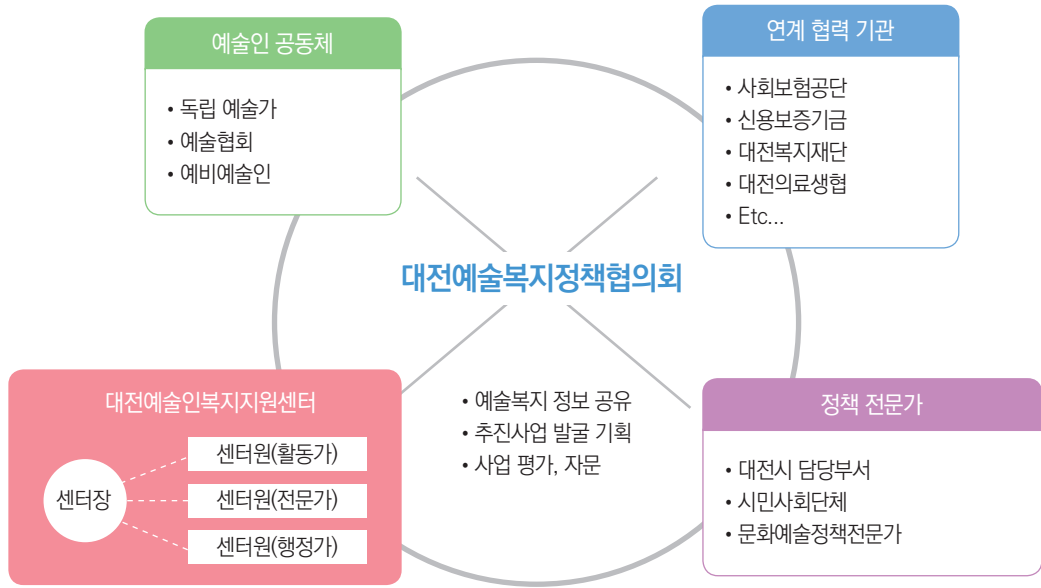 예술인 공동체
• 독립 예술가
• 예술협회
• 예비예술인
연계 협력 기관
• 사회보험공단
• 신용보증기금
• 대전복지재단
• 대전의료생협
• Etc...
대전예술복지정책협의회
• 예술복지 정보 공유
• 추진사업 발굴 기획
• 사업 평가, 자문
대전예술인복지지원센터
센터장
센터원(활동가)
센터원(전문가)
센터원(행정가)
정책 전문가
• 대전시 담당부서
• 시민사회단체
• 문화예술정책전문가